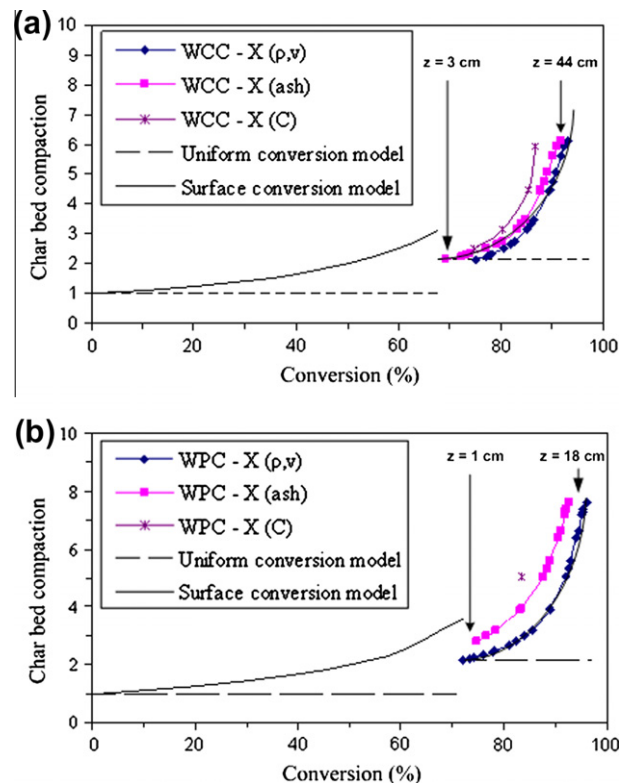 (a)
10
9
8
7
6
5
4
3
2
1
0
Char bed compaction
WCC - X (ρ,v)
WCC - X (ash)
WCC - X (C)
Uniform conversion model
Surface conversion model
z = 3 cm
z = 44 cm
0 20 40 60 80 100
Conversion (%)
(b)
10
8
6
4
2
0
Char bed compaction
WPC - X (ρ,v)
WPC - X (ash)
WPC - X (C)
Uniform conversion model
Surface conversion model
z = 1 cm
z = 18 cm
0 20 40 60 80 100
Conversion (%)